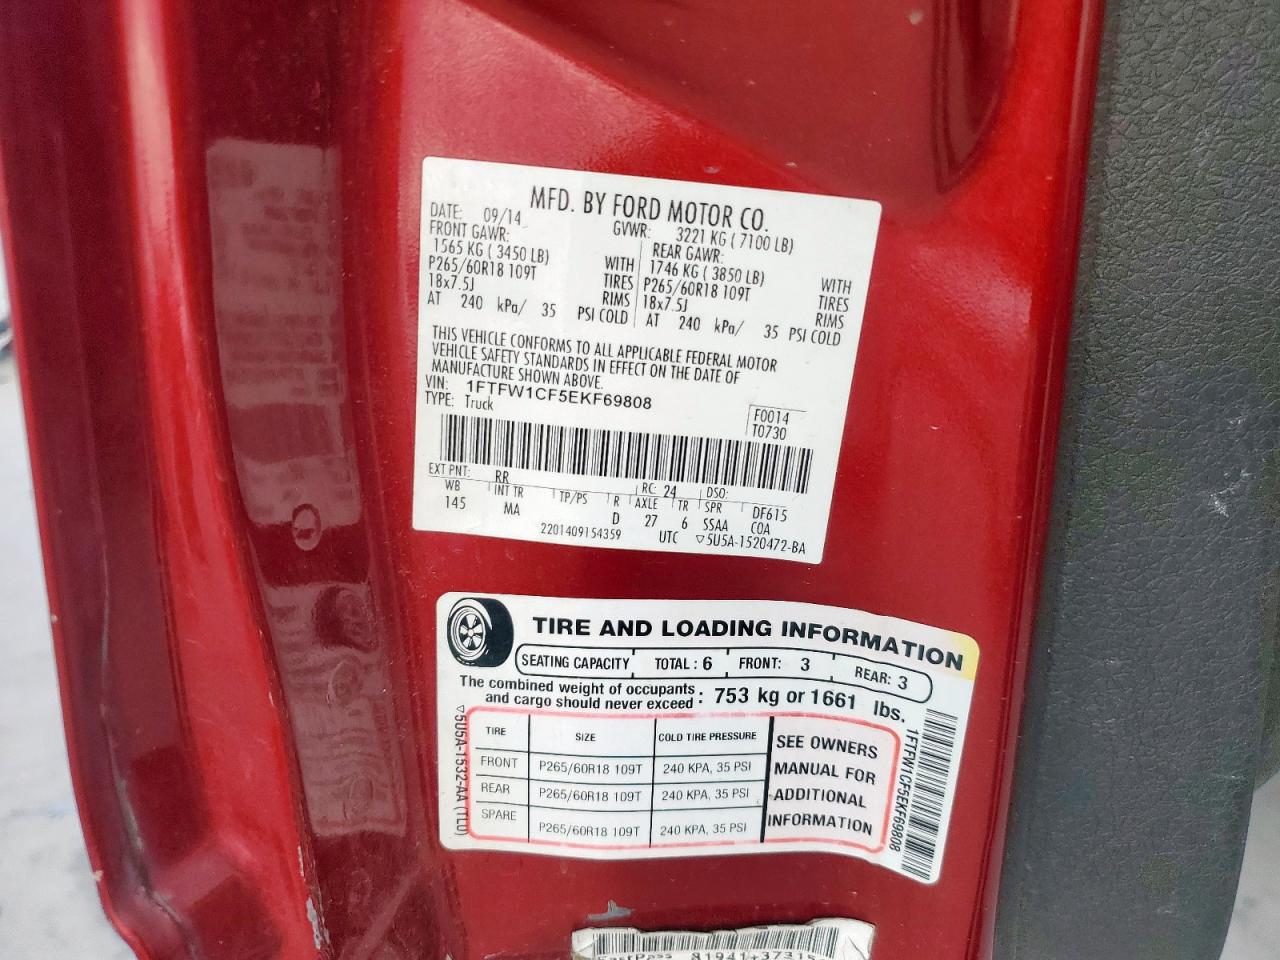 MFD. BY FORD MOTOR CO.
DATE: 09/14 GVWR: 3221 KG ( 7100 LB)
FRONT GAWR: REAR GAWR:
1565 KG ( 3450 LB) WITH 1746 KG ( 3850 LB) WITH
P265/60R18 109T TIRES P265/60R18 109T TIRES
18x7.5J RIMS 18x7.5J RIMS
AT 240 kPa/ 35 PSI COLD AT 240 kPa/ 35 PSI COLD
THIS VEHICLE CONFORMS TO ALL APPLICABLE FEDERAL MOTOR
VEHICLE SAFETY STANDARDS IN EFFECT ON THE DATE OF
MANUFACTURE SHOWN ABOVE.
VIN: 1FTFW1CF5EKF69808
TYPE: Truck
F0014
T0730
EXT PNT: RR RC: 24 DSO:
WB INT TR TP/PS R AXLE TR SPR DF615
145 MA D 27 6 SSAA COA
2201409154359 UTC ▽5U5A-1520472-BA
TIRE AND LOADING INFORMATION
SEATING CAPACITY TOTAL : 6 FRONT: 3 REAR: 3
The combined weight of occupants
and cargo should never exceed : 753 kg or 1661 lbs.
TIRE SIZE COLD TIRE PRESSURE
FRONT P265/60R18 109T 240 KPA, 35 PSI
REAR P265/60R18 109T 240 KPA, 35 PSI
SPARE P265/60R18 109T 240 KPA, 35 PSI
SEE OWNERS
MANUAL FOR
ADDITIONAL
INFORMATION
▽5U5A-1532-AA (TL0)
1FTFW1CF5EKF69808